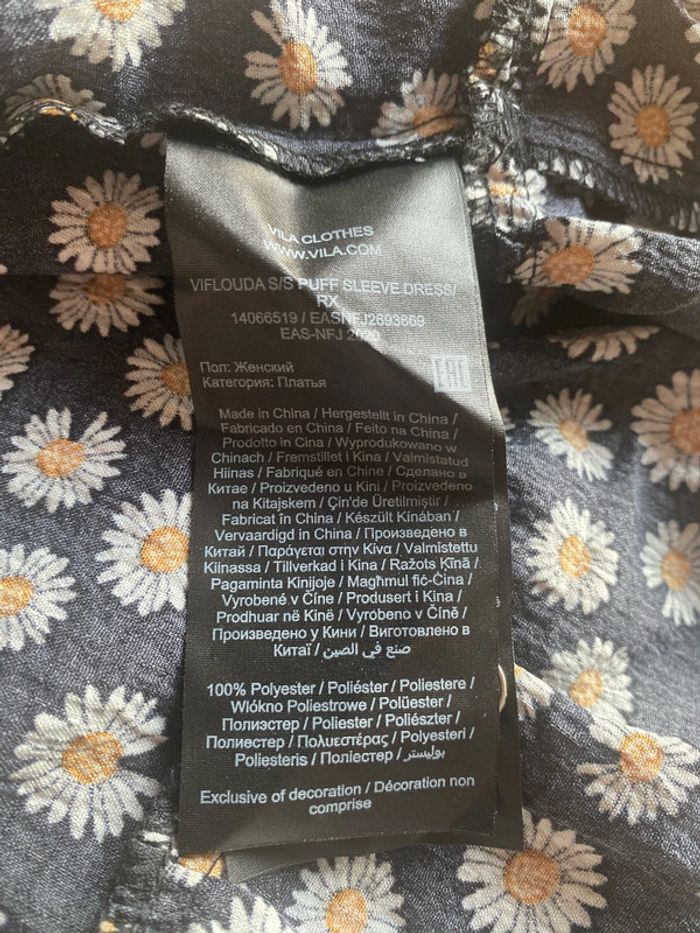 VILA CLOTHES
WWW.VILA.COM
VIFLOUDA S/S PUFF SLEEVE DRESS/
RX
14066519 / EASNFJ2693869
EAS-NFJ 2020
Пол: Женский
Категория: Платья
EAC
Made in China / Hergestellt in China /
Fabricado en China / Feito na China /
Prodotto in Cina / Wyprodukowano w
Chinach / Fremstillet i Kina / Valmistatud
Hiinas / Fabriqué en Chine / Сделано в
Китае / Proizvedeno u Kini / Proizvedeno
na Kitajskem / Çin'de Üretilmiştir /
Fabricat în China / Készült Kínában /
Vervaardigd in China / Произведено в
Китай / Παράγεται στην Κίνα / Valmistettu
Kiinassa / Tillverkad i Kina / Ražots Ķīnā /
Pagaminta Kinijoje / Magħmul fiċ-Ċina /
Vyrobené v Číne / Produsert i Kina /
Prodhuar në Kinë / Vyrobeno v Číně /
Произведено у Кини / Виготовлено в
Китаї / صنع في الصين
100% Polyester / Poliéster / Poliestere /
Włókno Poliestrowe / Polüester /
Полиэстер / Poliester / Poliészter /
Полиестер / Πολυεστέρας / Polyesteri /
Poliesteris / Поліестер / بوليستر
Exclusive of decoration / Décoration non
comprise